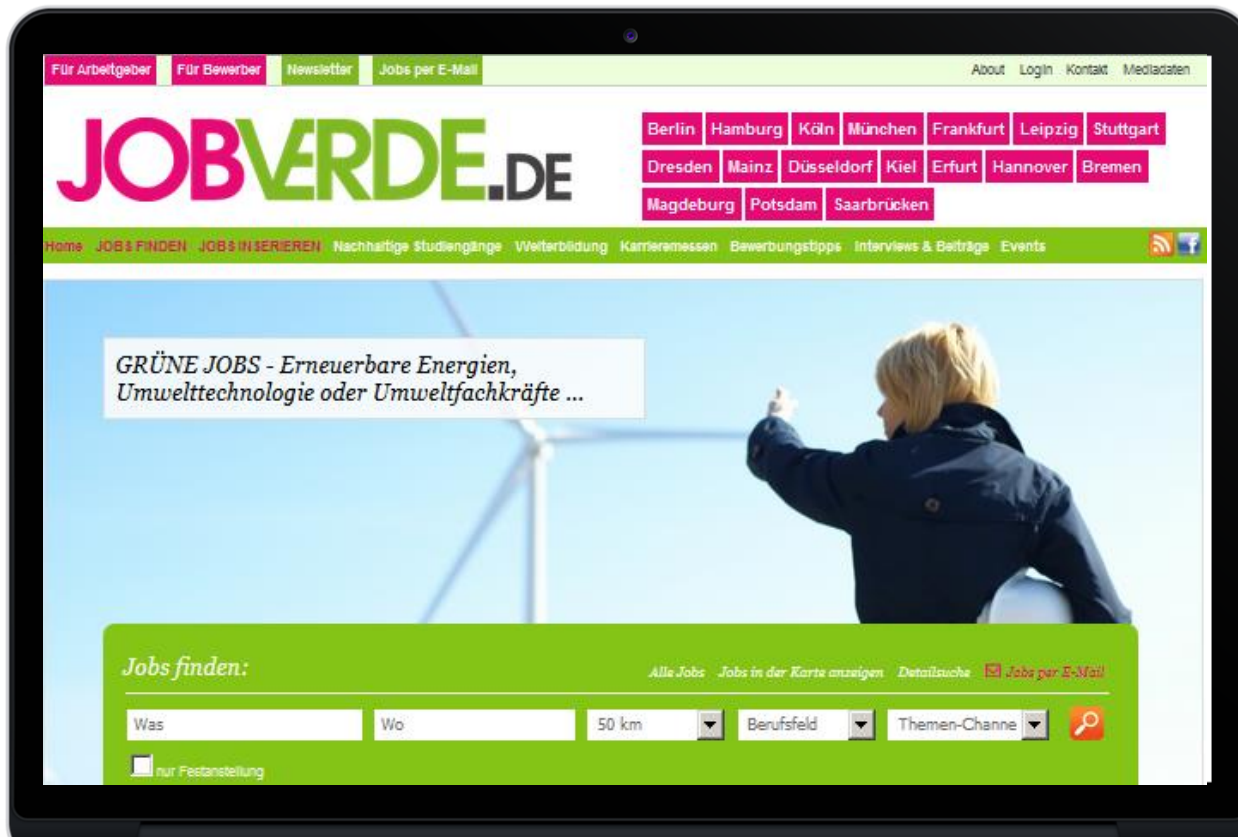 Für Arbeitgeber Für Bewerber Newsletter Jobs per E-Mail About Login Kontakt Mediadaten
JOBVERDE.DE
Berlin Hamburg Köln München Frankfurt Leipzig Stuttgart
Dresden Mainz Düsseldorf Kiel Erfurt Hannover Bremen
Magdeburg Potsdam Saarbrücken
Home JOBS FINDEN JOBS INSERIEREN Nachhaltige Studiengänge Weiterbildung Karrieremessen Bewerbungstipps Interviews & Beiträge Events
GRÜNE JOBS - Erneuerbare Energien,
Umwelttechnologie oder Umweltfachkräfte ...
Jobs finden:
Alle Jobs Jobs in der Karte anzeigen Detailsuche Jobs per E-Mail
Was Wo 50 km Berufsfeld Themen-Channe
nur Festanstellung